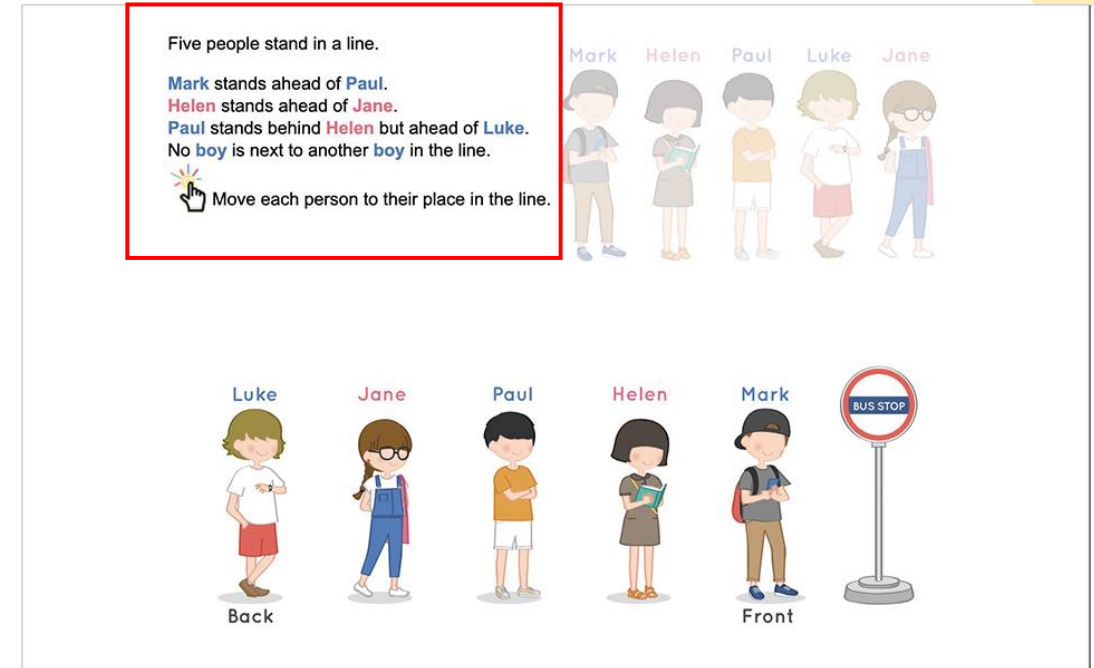 Five people stand in a line.
Mark stands ahead of Paul.
Helen stands ahead of Jane.
Paul stands behind Helen but ahead of Luke.
No boy is next to another boy in the line.
Move each person to their place in the line.
Mark Helen Paul Luke Jane
Luke Jane Paul Helen Mark
BUS STOP
Back Front